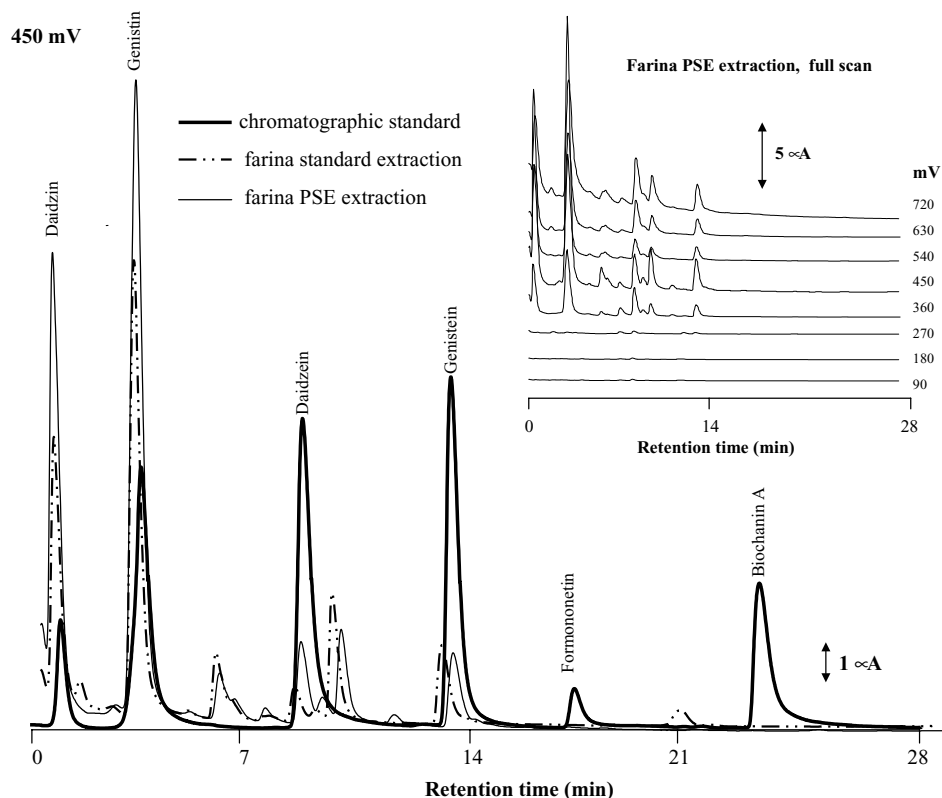 450 mV
Genistin
Daidzin
chromatographic standard
farina standard extraction
farina PSE extraction
Daidzein
Genistein
Formononetin
Biochanin A
1 ∝A
0 7 14 21 28
Retention time (min)
Farina PSE extraction, full scan
5 ∝A
mV
720
630
540
450
360
270
180
90
0 14 28
Retention time (min)